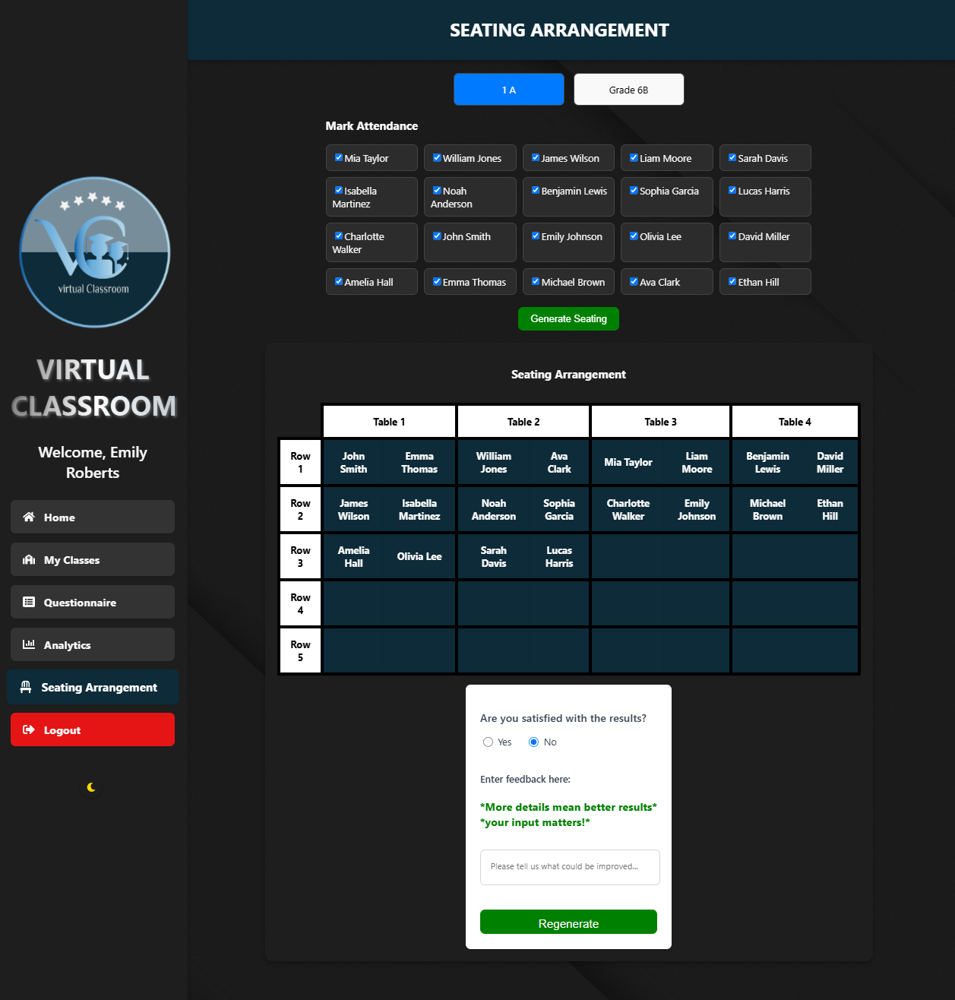 SEATING ARRANGEMENT
1 A
Grade 6B
Mark Attendance
Mia Taylor
William Jones
James Wilson
Liam Moore
Sarah Davis
Isabella
Martinez
Noah
Anderson
Benjamin Lewis
Sophia Garcia
Lucas Harris
Charlotte
Walker
John Smith
Emily Johnson
Olivia Lee
David Miller
Amelia Hall
Emma Thomas
Michael Brown
Ava Clark
Ethan Hill
Generate Seating
VC
virtual Classroom
VIRTUAL
CLASSROOM
Welcome, Emily
Roberts
Home
My Classes
Questionnaire
Analytics
Seating Arrangement
Logout
Seating Arrangement
Table 1
Table 2
Table 3
Table 4
Row
1
John
Smith
Emma
Thomas
William
Jones
Ava
Clark
Mia Taylor
Liam
Moore
Benjamin
Lewis
David
Miller
Row
2
James
Wilson
Isabella
Martinez
Noah
Anderson
Sophia
Garcia
Charlotte
Walker
Emily
Johnson
Michael
Brown
Ethan
Hill
Row
3
Amelia
Hall
Olivia Lee
Sarah
Davis
Lucas
Harris
Row
4
Row
5
Are you satisfied with the results?
Yes
No
Enter feedback here:
*More details mean better results*
*your input matters!*
Please tell us what could be improved...
Regenerate